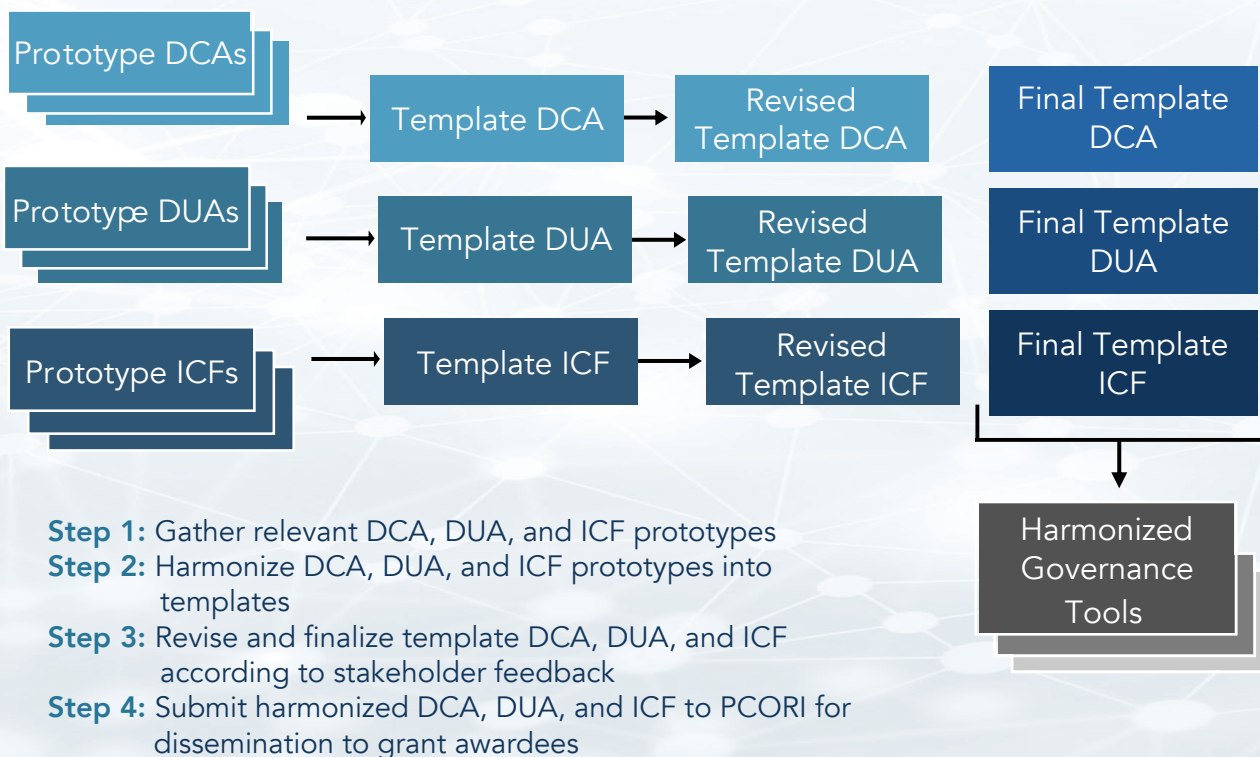 Prototype DCAs
Template DCA
Revised
Template DCA
Final Template
DCA
Prototype DUAs
Template DUA
Revised
Template DUA
Final Template
DUA
Prototype ICFs
Template ICF
Revised
Template ICF
Final Template
ICF
Step 1: Gather relevant DCA, DUA, and ICF prototypes
Step 2: Harmonize DCA, DUA, and ICF prototypes into
templates
Step 3: Revise and finalize template DCA, DUA, and ICF
according to stakeholder feedback
Step 4: Submit harmonized DCA, DUA, and ICF to PCORI for
dissemination to grant awardees
Harmonized
Governance
Tools